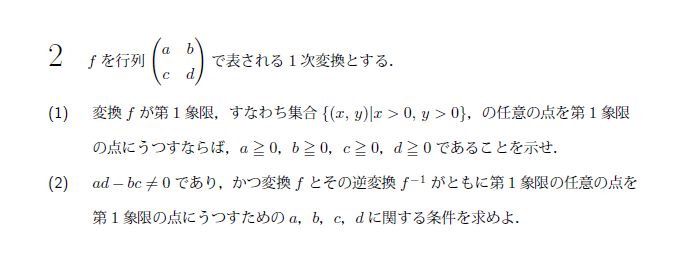 2 f を行列 \begin{pmatrix} a & b \\ c & d \end{pmatrix} で表される1次変換とする．
(1) 変換 f が第1象限，すなわち集合 {(x, y)|x > 0, y > 0}，の任意の点を第1象限
の点にうつすならば，a ≧ 0，b ≧ 0，c ≧ 0，d ≧ 0 であることを示せ．
(2) ad − bc ≠ 0 であり，かつ変換 f とその逆変換 f⁻¹ がともに第1象限の任意の点を
第1象限の点にうつすための a，b，c，d に関する条件を求めよ．